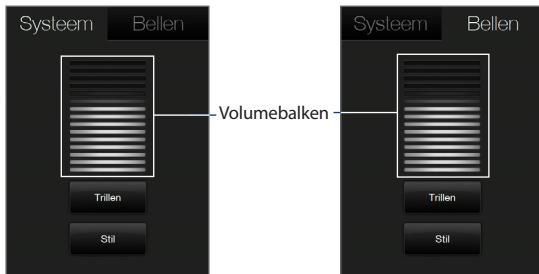 Systeem Bellen
Trillen
Stil
Volumebalken
Systeem Bellen
Trillen
Stil